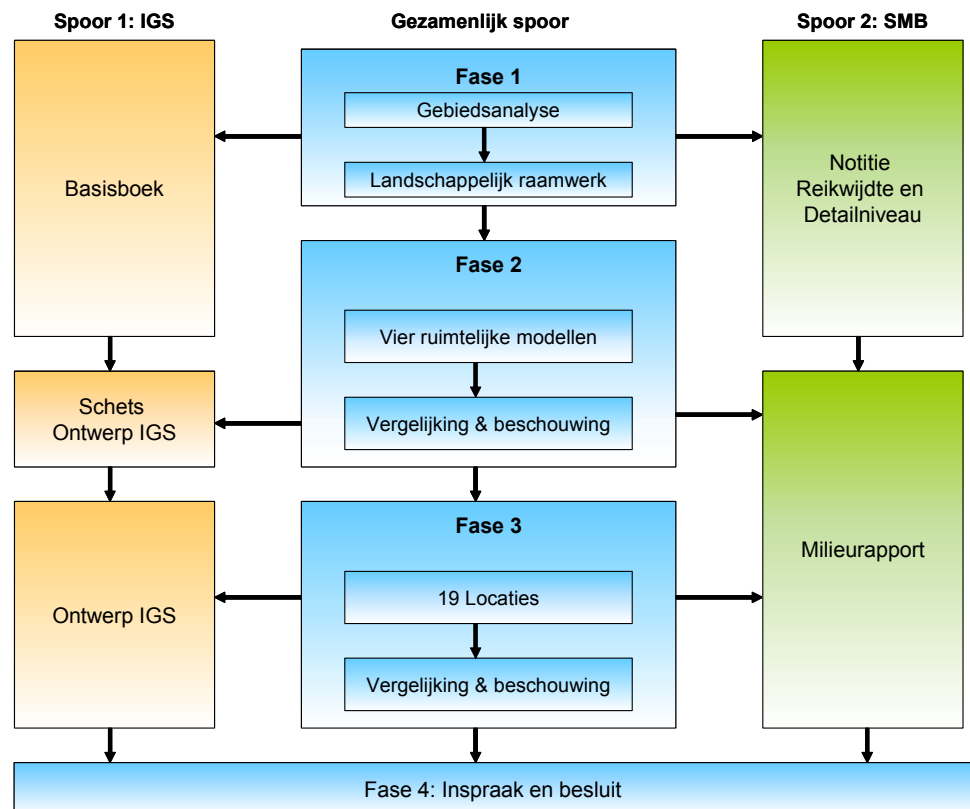 Spoor 1: IGS
Gezamenlijk spoor
Spoor 2: SMB
Fase 1
Gebiedsanalyse
Landschappelijk raamwerk
Basisboek
Notitie
Reikwijdte en
Detailniveau
Fase 2
Vier ruimtelijke modellen
Vergelijking & beschouwing
Schets
Ontwerp IGS
Fase 3
19 Locaties
Vergelijking & beschouwing
Ontwerp IGS
Milieurapport
Fase 4: Inspraak en besluit